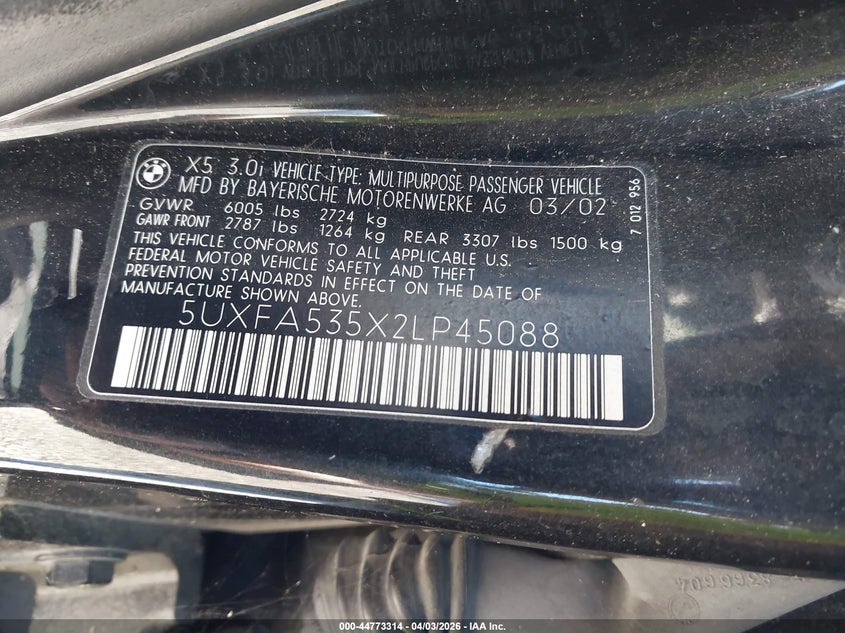 X5 3.0i VEHICLE TYPE: MULTIPURPOSE PASSENGER VEHICLE
MFD BY BAYERISCHE MOTORENWERKE AG 03/02
GVWR 6005 lbs 2724 kg
GAWR FRONT 2787 lbs 1264 kg REAR 3307 lbs 1500 kg
THIS VEHICLE CONFORMS TO ALL APPLICABLE U.S.
FEDERAL MOTOR VEHICLE SAFETY AND THEFT
PREVENTION STANDARDS IN EFFECT ON THE DATE OF
MANUFACTURE SHOWN ABOVE.
5UXFA535X2LP45088
7 012 956
000-44773314 - 04/03/2026 - IAA Inc.